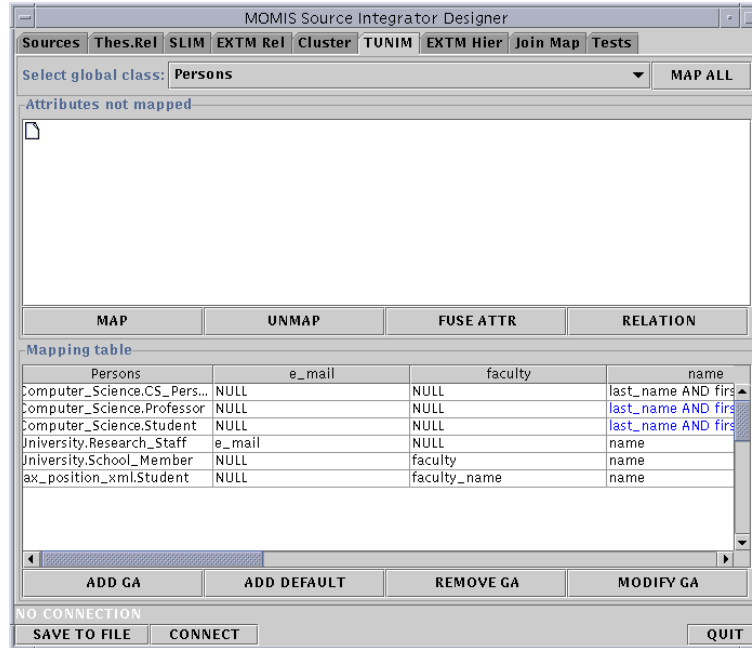 MOMIS Source Integrator Designer
Sources Thes.Rel SLIM EXTM Rel Cluster TUNIM EXTM Hier Join Map Tests
Select global class: Persons MAP ALL
Attributes not mapped
MAP UNMAP FUSE ATTR RELATION
Mapping table
Persons e_mail faculty name
Computer_Science.CS_Pers... NULL NULL last_name AND firs
Computer_Science.Professor NULL NULL last_name AND firs
Computer_Science.Student NULL NULL last_name AND firs
University.Research_Staff e_mail NULL name
University.School_Member NULL faculty name
ax_position_xml.Student NULL faculty_name name
ADD GA ADD DEFAULT REMOVE GA MODIFY GA
NO CONNECTION
SAVE TO FILE CONNECT QUIT